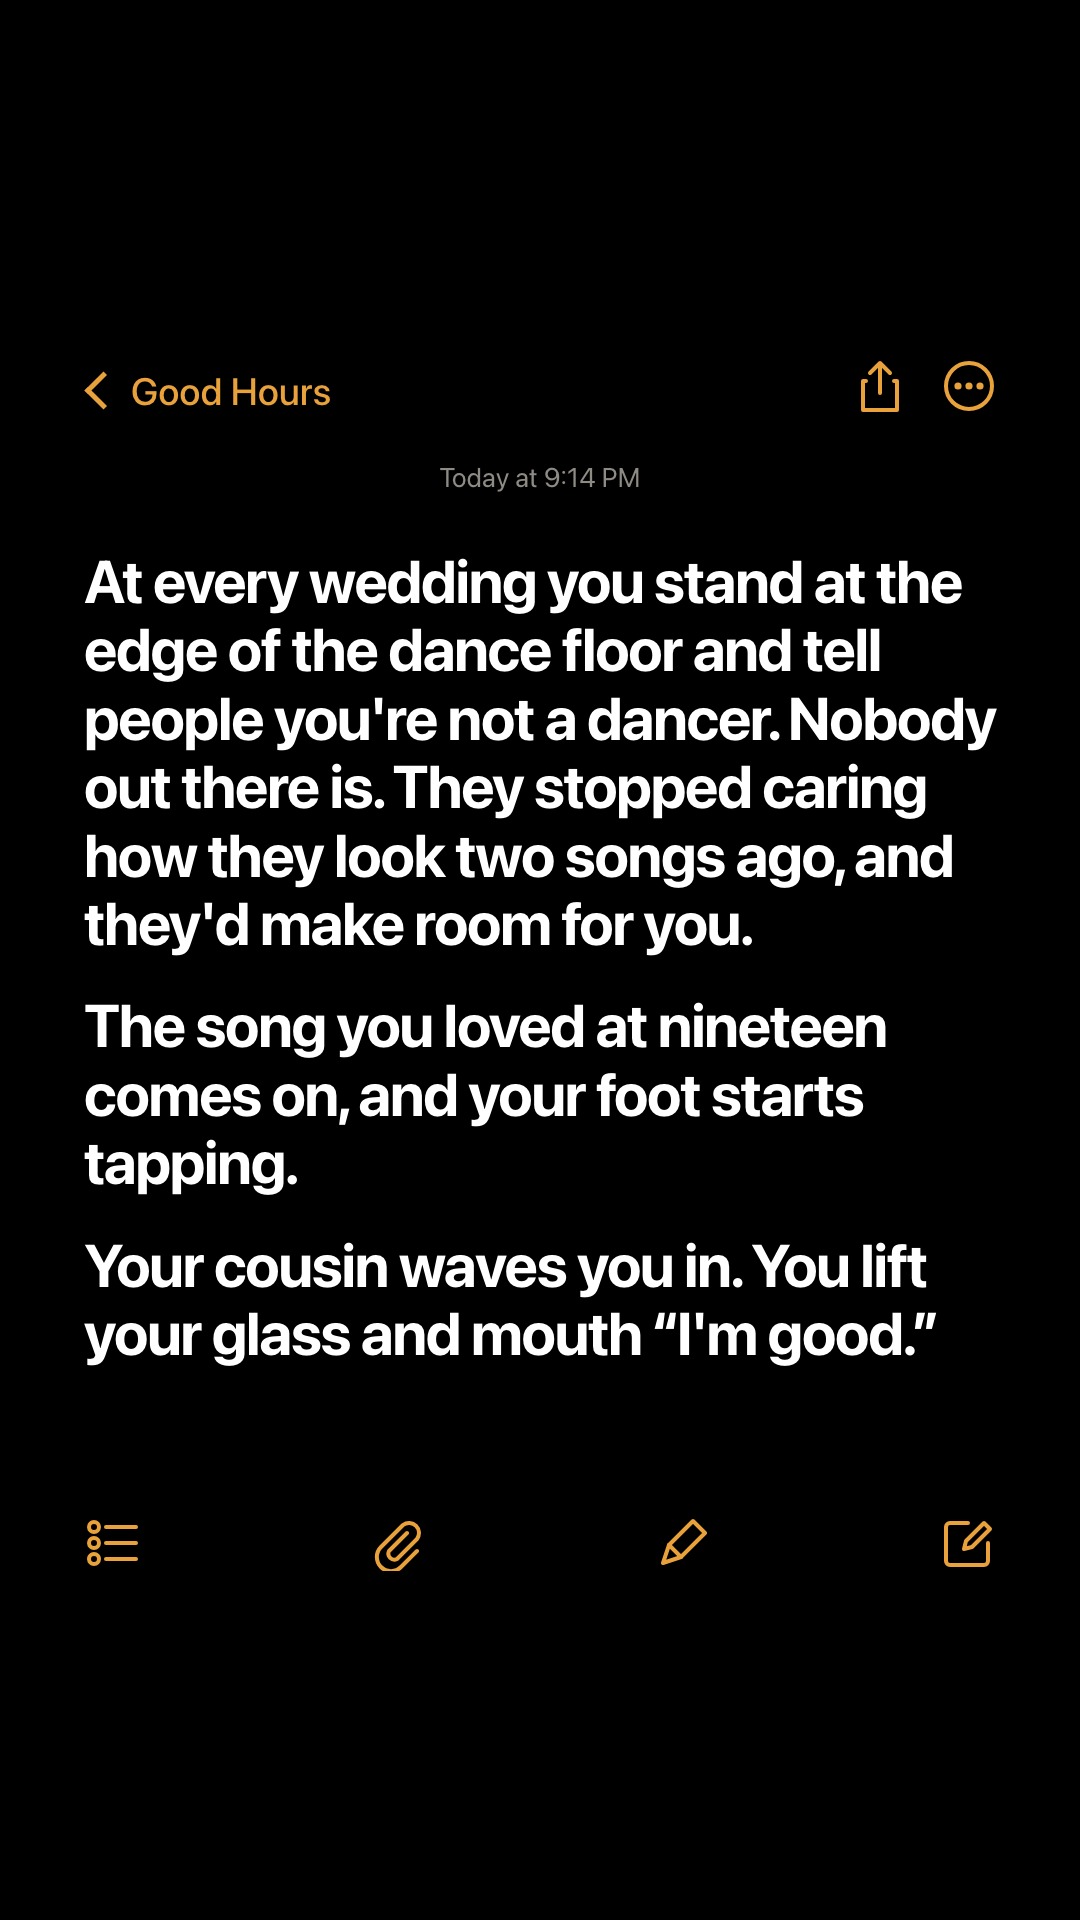 Good Hours
Today at 9:14 PM
At every wedding you stand at the
edge of the dance floor and tell
people you're not a dancer. Nobody
out there is. They stopped caring
how they look two songs ago, and
they'd make room for you.
The song you loved at nineteen
comes on, and your foot starts
tapping.
Your cousin waves you in. You lift
your glass and mouth “I'm good.”